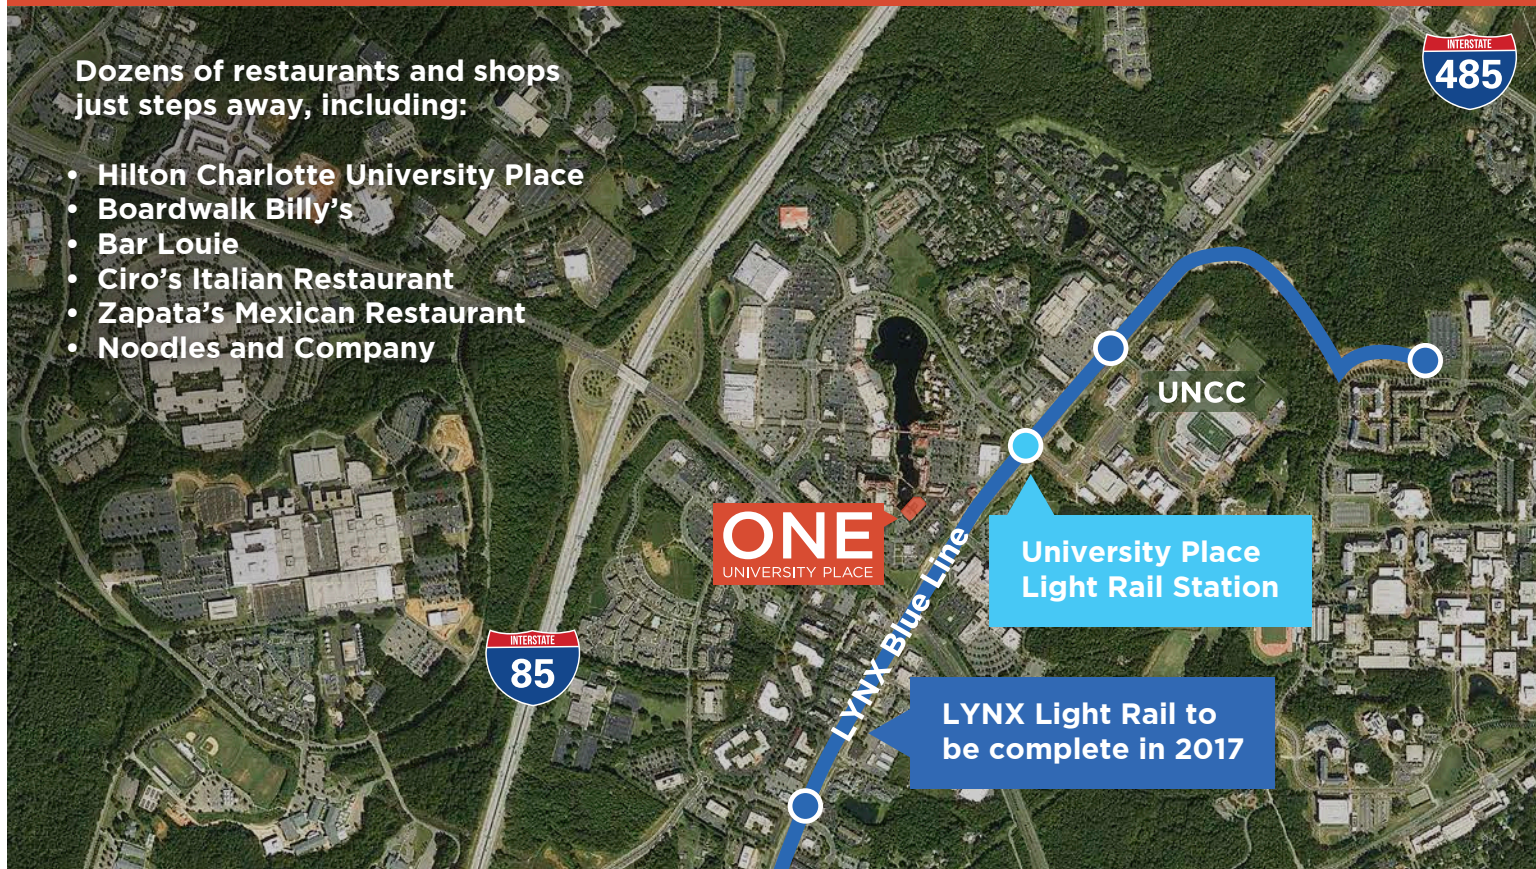 Dozens of restaurants and shops
just steps away, including:
• Hilton Charlotte University Place
• Boardwalk Billy's
• Bar Louie
• Ciro's Italian Restaurant
• Zapata's Mexican Restaurant
• Noodles and Company
INTERSTATE
485
UNCC
ONE
UNIVERSITY PLACE
LYNX Blue Line
University Place
Light Rail Station
INTERSTATE
85
LYNX Light Rail to
be complete in 2017